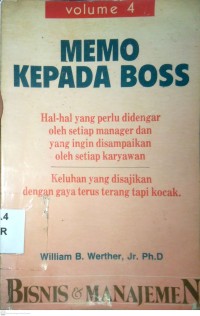 volume 4
MEMO
KEPADA BOSS
Hal-hal yang perlu didengar
oleh setiap manager dan
yang ingin disampaikan
oleh setiap karyawan
Keluhan yang disajikan
dengan gaya terus terang tapi kocak.
.4
R
William B. Werther, Jr. Ph.D
BISNIS & MANAJEMEN